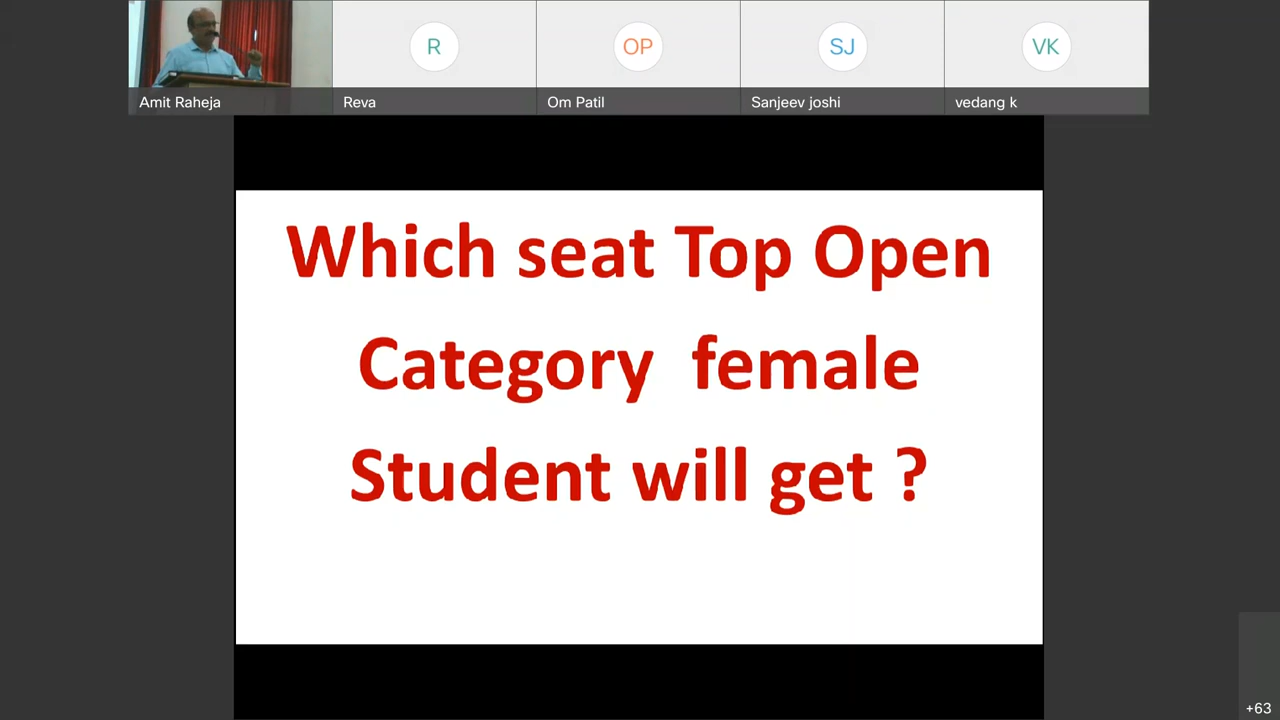 R
OP
SJ
VK
Amit Raheja
Reva
Om Patil
Sanjeev joshi
vedang k
Which seat Top Open
Category female
Student will get ?
+63